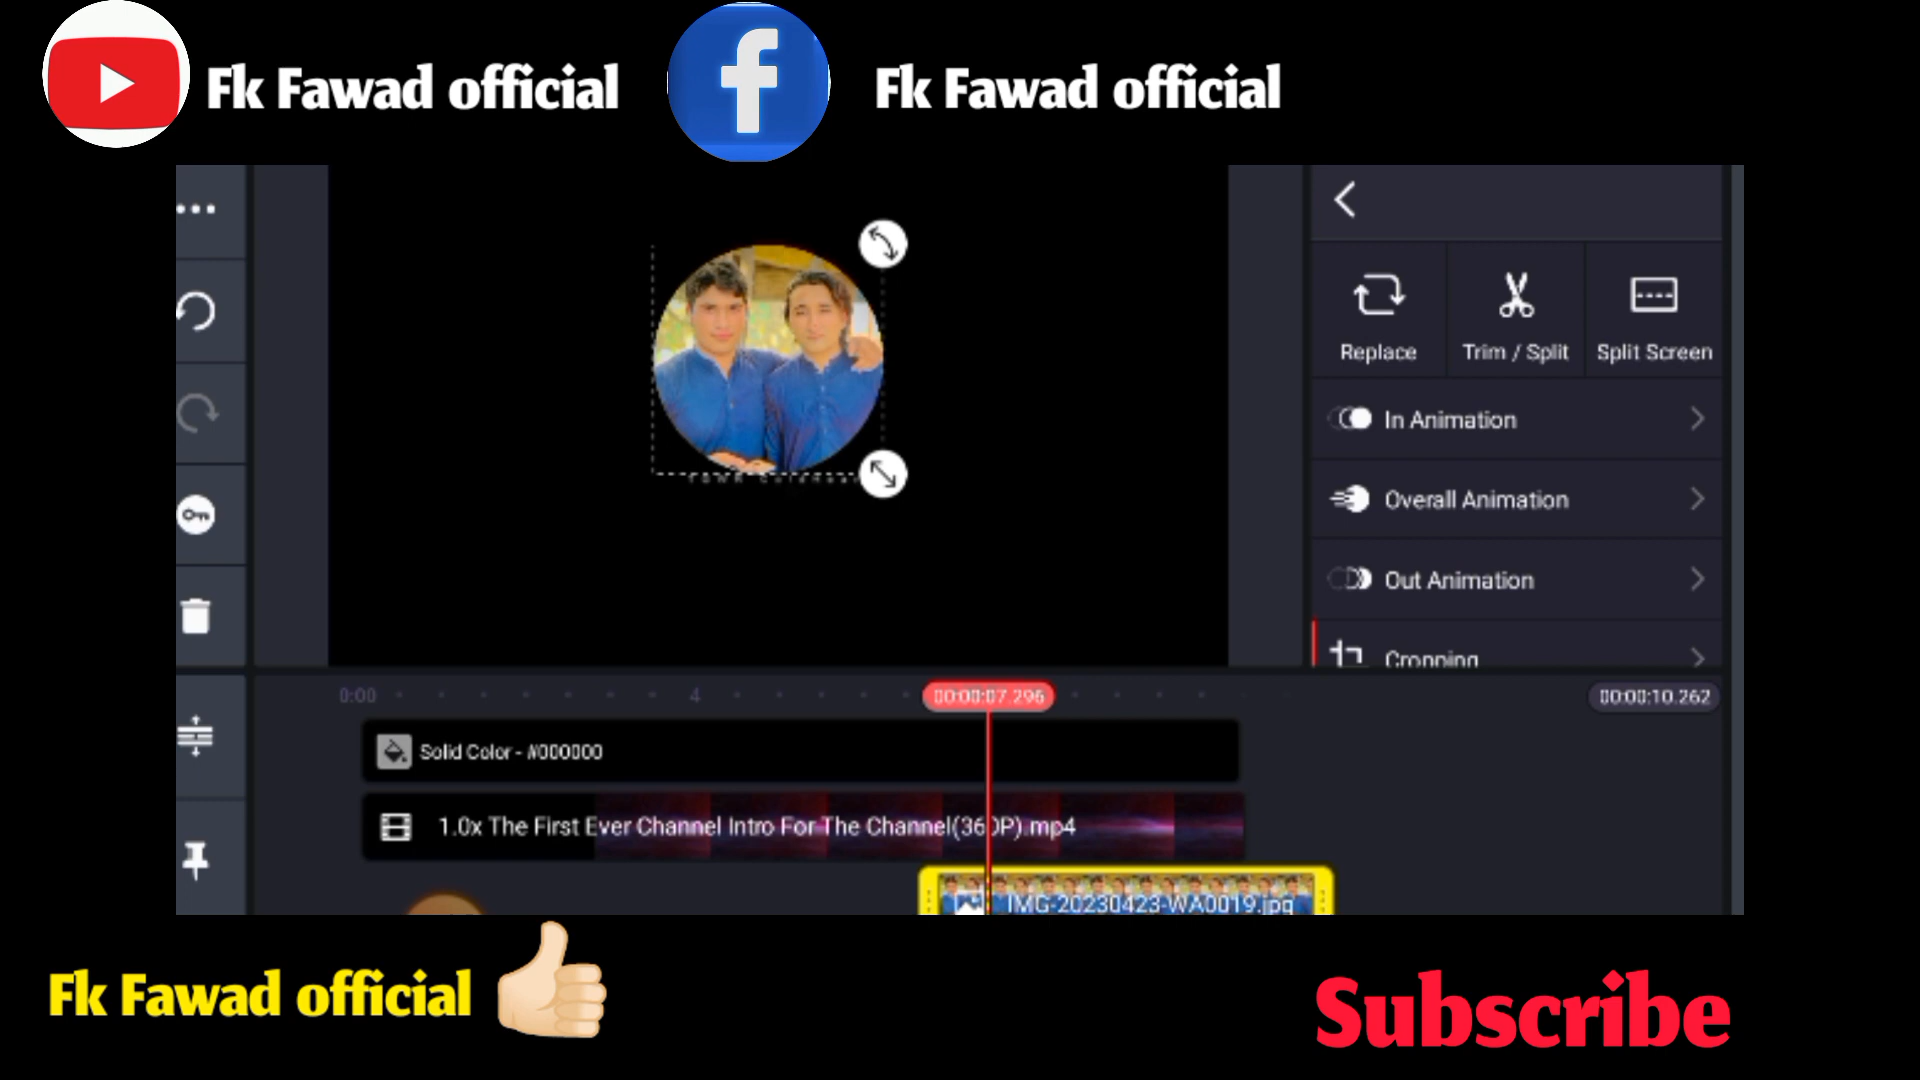 Fk Fawad official
Fk Fawad official
Replace
Trim / Split
Split Screen
In Animation
Overall Animation
Out Animation
Cropping
0:00
4
00:00:07.296
00:00:10.262
Solid Color - #000000
1.0x The First Ever Channel Intro For The Channel(360P).mp4
IMG-20230423-WA0019.jpg
Fk Fawad official
Subscribe